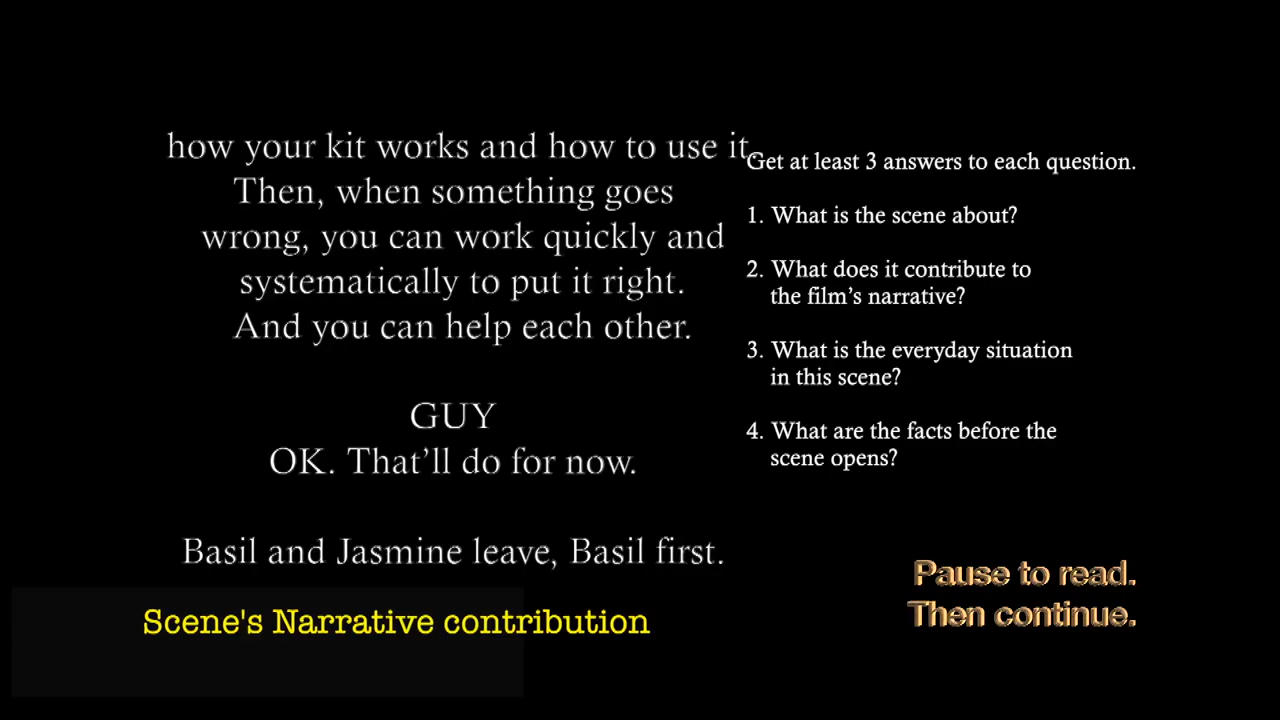 how your kit works and how to use it.
Then, when something goes
wrong, you can work quickly and
systematically to put it right.
And you can help each other.
GUY
OK. That’ll do for now.
Basil and Jasmine leave, Basil first.
Scene's Narrative contribution
Get at least 3 answers to each question.
1. What is the scene about?
2. What does it contribute to
the film’s narrative?
3. What is the everyday situation
in this scene?
4. What are the facts before the
scene opens?
Pause to read.
Then continue.